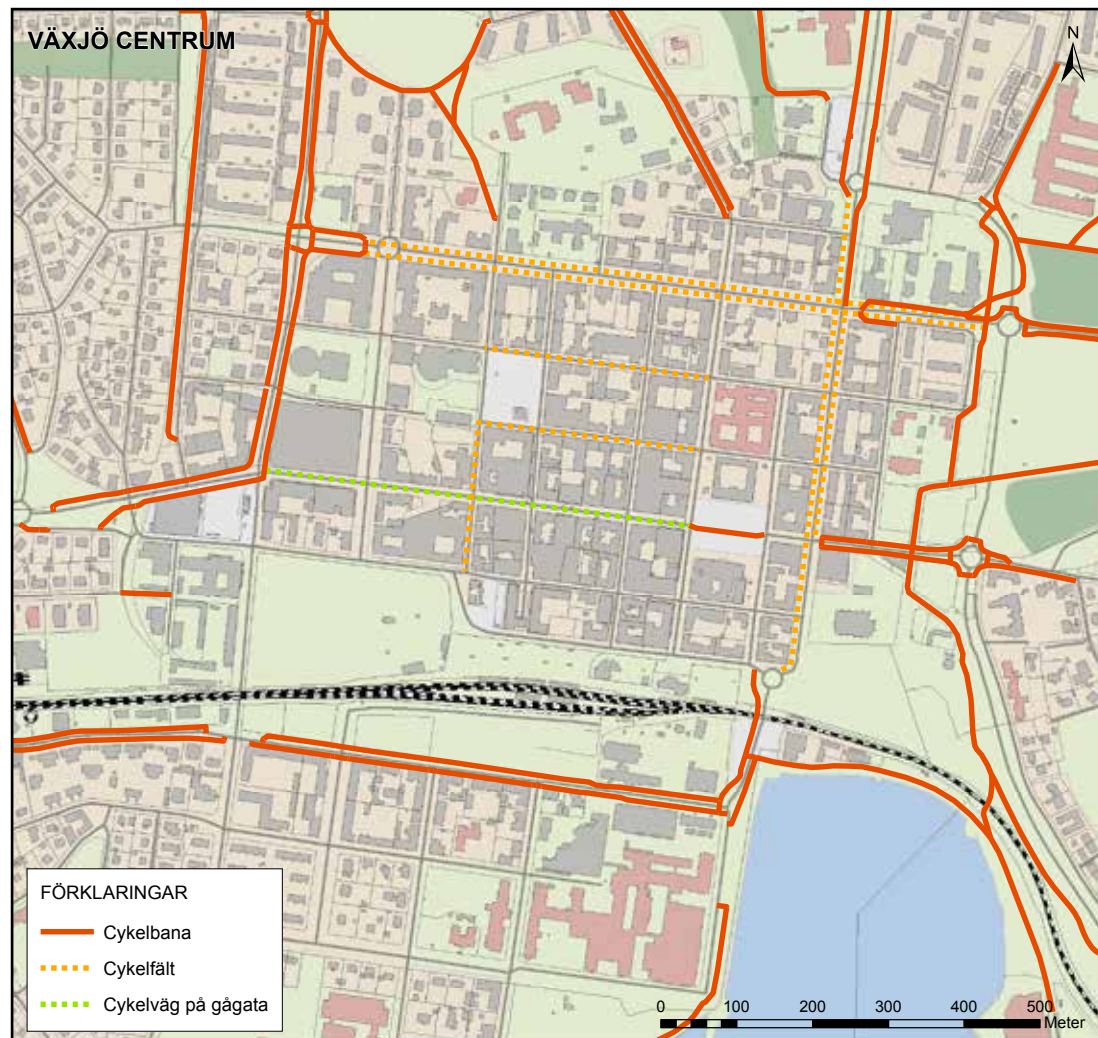 VÄXJÖ CENTRUM
N
FÖRKLARINGAR
Cykelbana
Cykelfält
Cykelväg på gågata
0 100 200 300 400 500
Meter